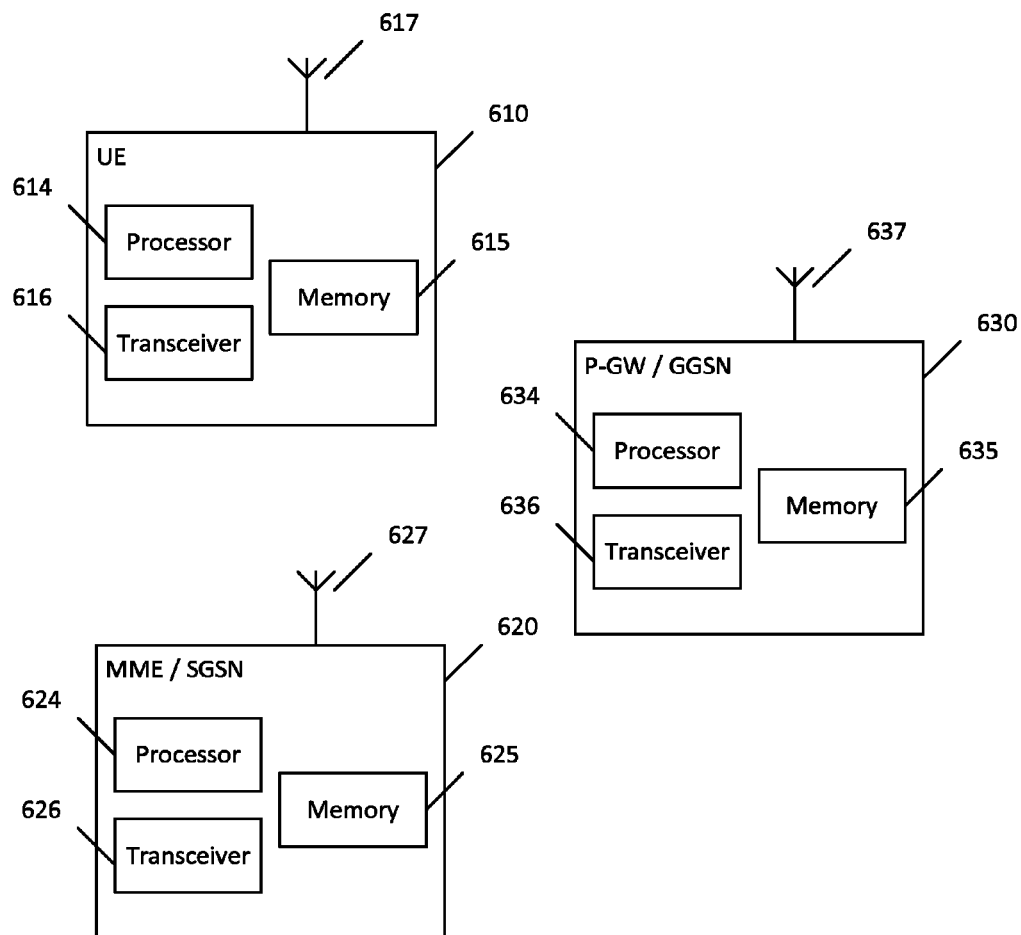 617
610
UE
614
Processor
615
Memory
616
Transceiver
637
630
P-GW / GGSN
634
Processor
635
Memory
636
Transceiver
627
620
MME / SGSN
624
Processor
625
Memory
626
Transceiver